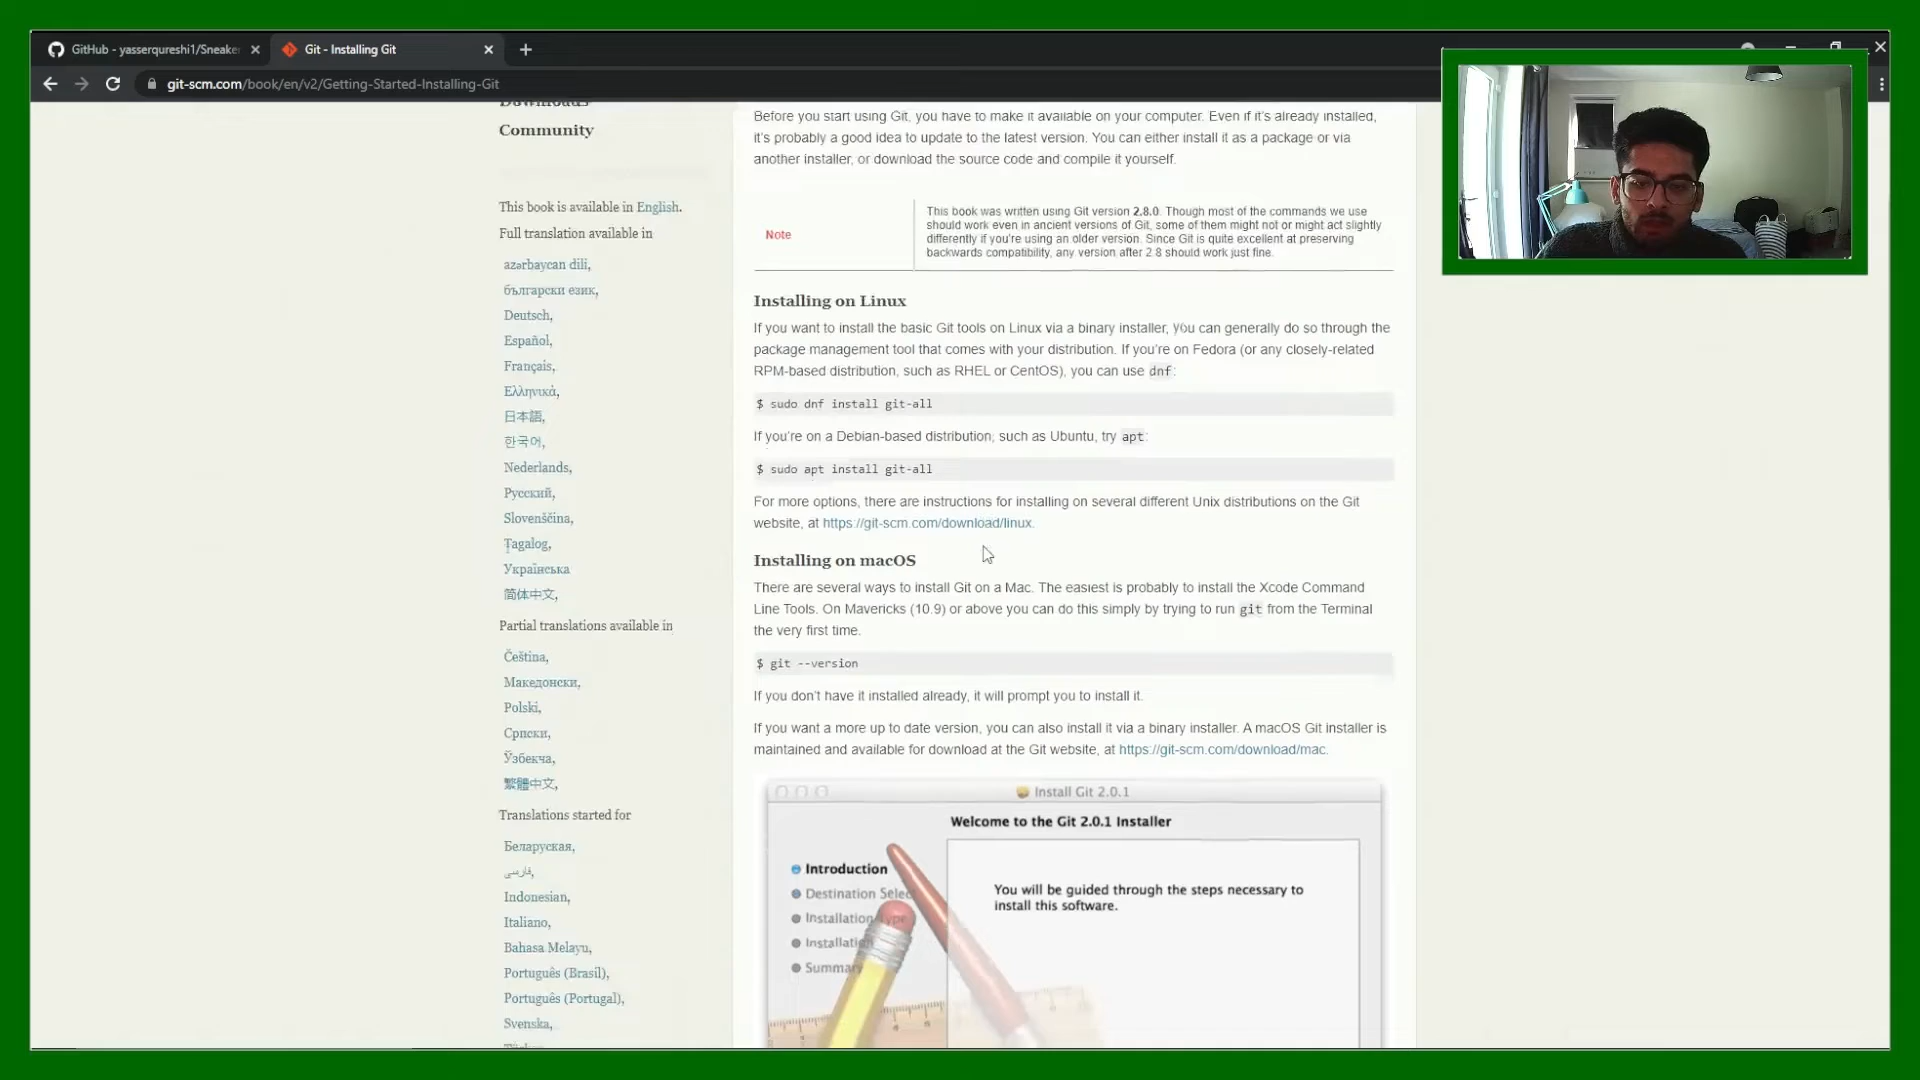 GitHub - yasserqureshi1/Sneaker
Git - Installing Git
git-scm.com/book/en/v2/Getting-Started-Installing-Git
Downloads
Community
This book is available in English.
Full translation available in
azərbaycan dili,
български език,
Deutsch,
Español,
Français,
Ελληνικά,
日本語,
한국어,
Nederlands,
Русский,
Slovenščina,
Tagalog,
Українська
简体中文,
Partial translations available in
Čeština,
Македонски,
Polski,
Српски,
Ўзбекча,
繁體中文,
Translations started for
Беларуская,
فارسی,
Indonesian,
Italiano,
Bahasa Melayu,
Português (Brasil),
Português (Portugal),
Svenska,
Before you start using Git, you have to make it available on your computer. Even if it's already installed,
it's probably a good idea to update to the latest version. You can either install it as a package or via
another installer, or download the source code and compile it yourself.
Note
This book was written using Git version 2.8.0. Though most of the commands we use
should work even in ancient versions of Git, some of them might not or might act slightly
differently if you're using an older version. Since Git is quite excellent at preserving
backwards compatibility, any version after 2.8 should work just fine.
Installing on Linux
If you want to install the basic Git tools on Linux via a binary installer, you can generally do so through the
package management tool that comes with your distribution. If you're on Fedora (or any closely-related
RPM-based distribution, such as RHEL or CentOS), you can use dnf:
$ sudo dnf install git-all
If you're on a Debian-based distribution, such as Ubuntu, try apt:
$ sudo apt install git-all
For more options, there are instructions for installing on several different Unix distributions on the Git
website, at https://git-scm.com/download/linux.
Installing on macOS
There are several ways to install Git on a Mac. The easiest is probably to install the Xcode Command
Line Tools. On Mavericks (10.9) or above you can do this simply by trying to run git from the Terminal
the very first time.
$ git --version
If you don't have it installed already, it will prompt you to install it.
If you want a more up to date version, you can also install it via a binary installer. A macOS Git installer is
maintained and available for download at the Git website, at https://git-scm.com/download/mac.
Install Git 2.0.1
Welcome to the Git 2.0.1 Installer
Introduction
Destination Selec
Installation Type
Installation
Summary
You will be guided through the steps necessary to
install this software.